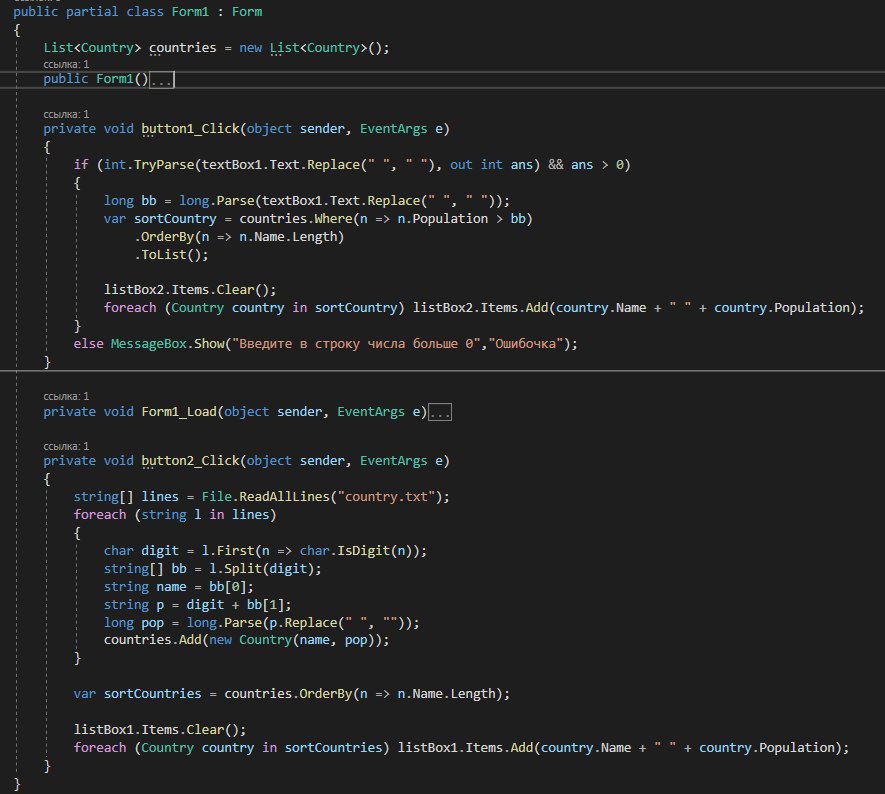 public partial class Form1 : Form
{
List<Country> countries = new List<Country>();
ссылка: 1
public Form1()...
ссылка: 1
private void button1_Click(object sender, EventArgs e)
{
if (int.TryParse(textBox1.Text.Replace(" ", " "), out int ans) && ans > 0)
{
long bb = long.Parse(textBox1.Text.Replace(" ", " "));
var sortCountry = countries.Where(n => n.Population > bb)
.OrderBy(n => n.Name.Length)
.ToList();
listBox2.Items.Clear();
foreach (Country country in sortCountry) listBox2.Items.Add(country.Name + " " + country.Population);
}
else MessageBox.Show("Введите в строку числа больше 0","Ошибочка");
}
ссылка: 1
private void Form1_Load(object sender, EventArgs e)...
ссылка: 1
private void button2_Click(object sender, EventArgs e)
{
string[] lines = File.ReadAllLines("country.txt");
foreach (string l in lines)
{
char digit = l.First(n => char.IsDigit(n));
string[] bb = l.Split(digit);
string name = bb[0];
string p = digit + bb[1];
long pop = long.Parse(p.Replace(" ", ""));
countries.Add(new Country(name, pop));
}
var sortCountries = countries.OrderBy(n => n.Name.Length);
listBox1.Items.Clear();
foreach (Country country in sortCountries) listBox1.Items.Add(country.Name + " " + country.Population);
}
}